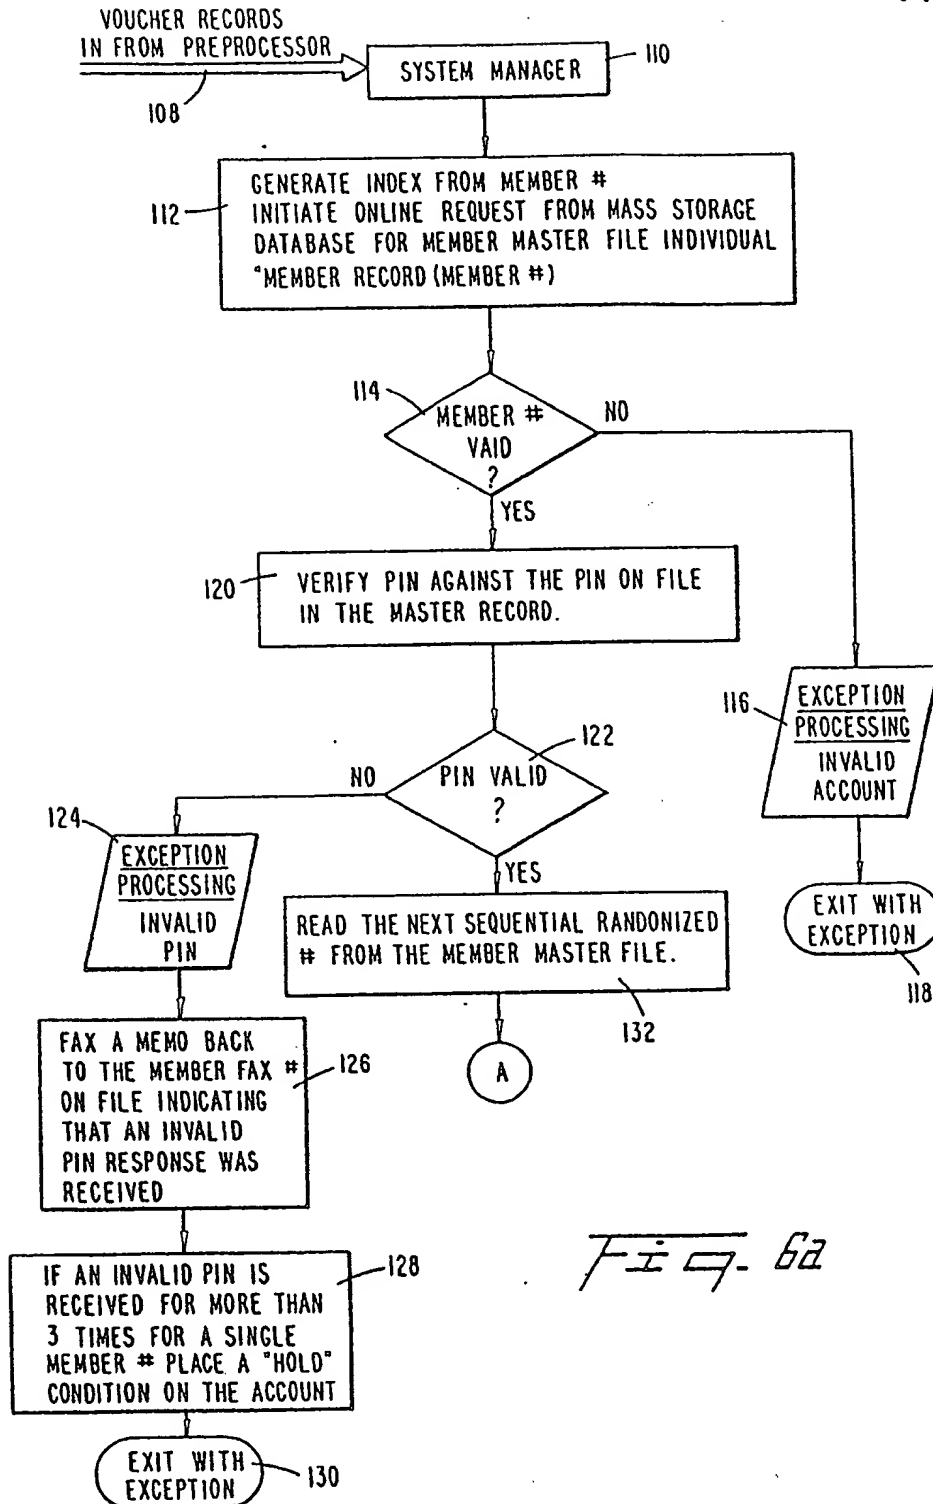 VOUCHER RECORDS
IN FROM PREPROCESSOR
108
SYSTEM MANAGER
110
112
GENERATE INDEX FROM MEMBER #
INITIATE ONLINE REQUEST FROM MASS STORAGE
DATABASE FOR MEMBER MASTER FILE INDIVIDUAL
"MEMBER RECORD (MEMBER #)
114
MEMBER #
VAID
?
NO
YES
120
VERIFY PIN AGAINST THE PIN ON FILE
IN THE MASTER RECORD.
116
EXCEPTION
PROCESSING
INVALID
ACCOUNT
EXIT WITH
EXCEPTION
118
122
PIN VALID
?
NO
YES
124
EXCEPTION
PROCESSING
INVALID
PIN
READ THE NEXT SEQUENTIAL RANDONIZED
# FROM THE MEMBER MASTER FILE.
132
A
FAX A MEMO BACK
TO THE MEMBER FAX #
ON FILE INDICATING
THAT AN INVALID
PIN RESPONSE WAS
RECEIVED
126
IF AN INVALID PIN IS
RECEIVED FOR MORE THAN
3 TIMES FOR A SINGLE
MEMBER # PLACE A "HOLD"
CONDITION ON THE ACCOUNT
128
EXIT WITH
EXCEPTION
130
Fig. 6a